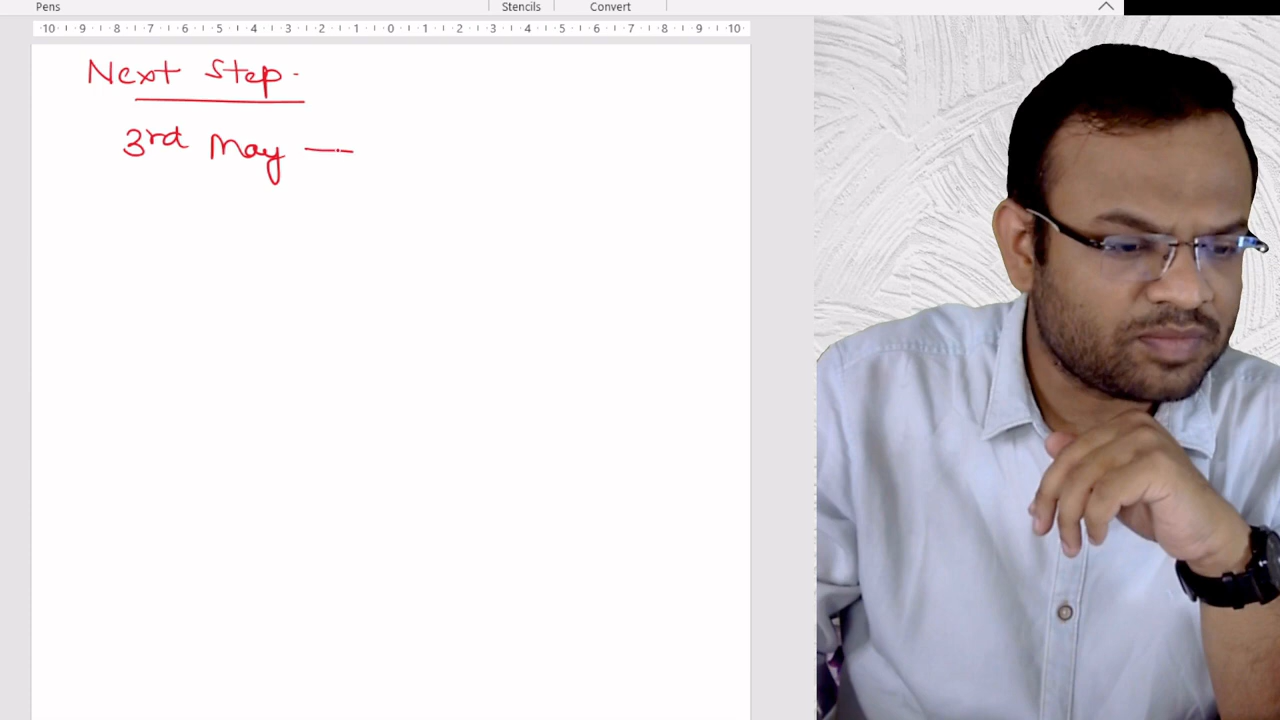 Pens Stencils Convert
10 9 8 7 6 5 4 3 2 1 0 1 2 3 4 5 6 7 8 9 10
Next Step.
3rd May —